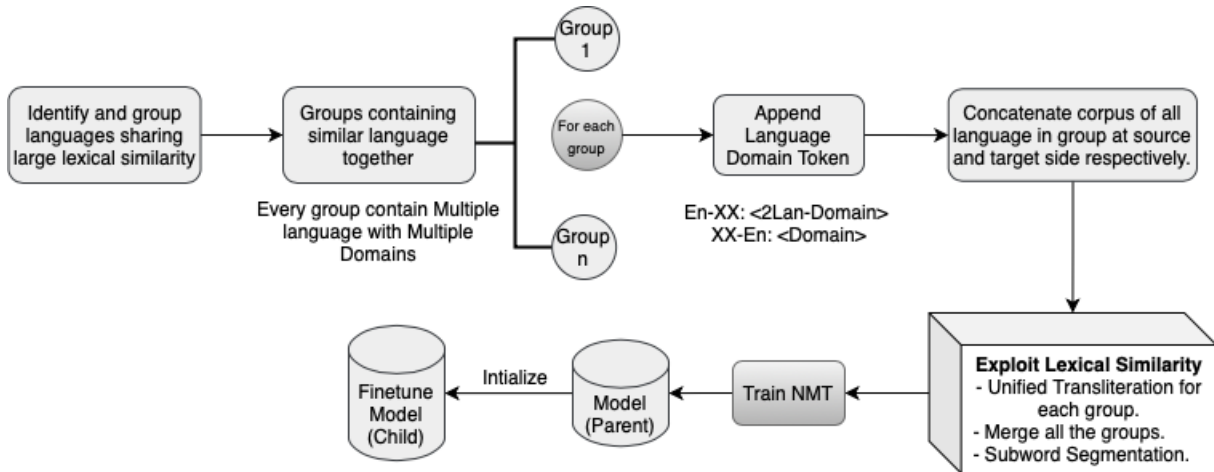 Identify and group
languages sharing
large lexical similarity
Groups containing
similar language
together
Every group contain Multiple
language with Multiple
Domains
Group
1
For each
group
Group
n
Append
Language
Domain Token
En-XX: <2Lan-Domain>
XX-En: <Domain>
Concatenate corpus of all
language in group at source
and target side respectively.
Exploit Lexical Similarity
- Unified Transliteration for
each group.
- Merge all the groups.
- Subword Segmentation.
Train NMT
Model
(Parent)
Intialize
Finetune
Model
(Child)